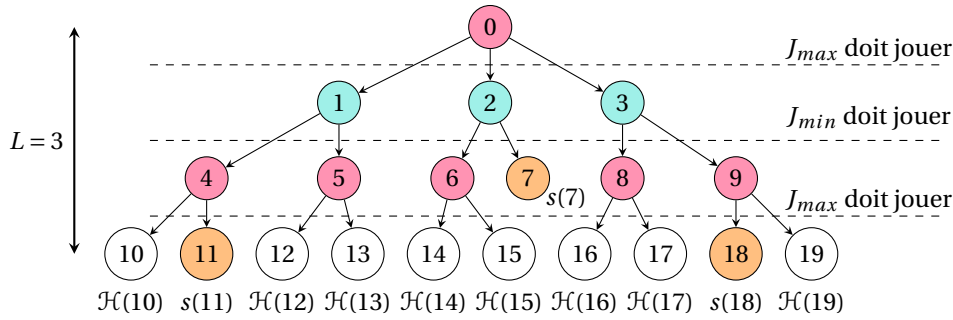 0
J_max doit jouer
1 2 3
L = 3
J_min doit jouer
4 5 6 7 8 9
s(7)
J_max doit jouer
10 11 12 13 14 15 16 17 18 19
ℋ(10) s(11) ℋ(12) ℋ(13) ℋ(14) ℋ(15) ℋ(16) ℋ(17) s(18) ℋ(19)